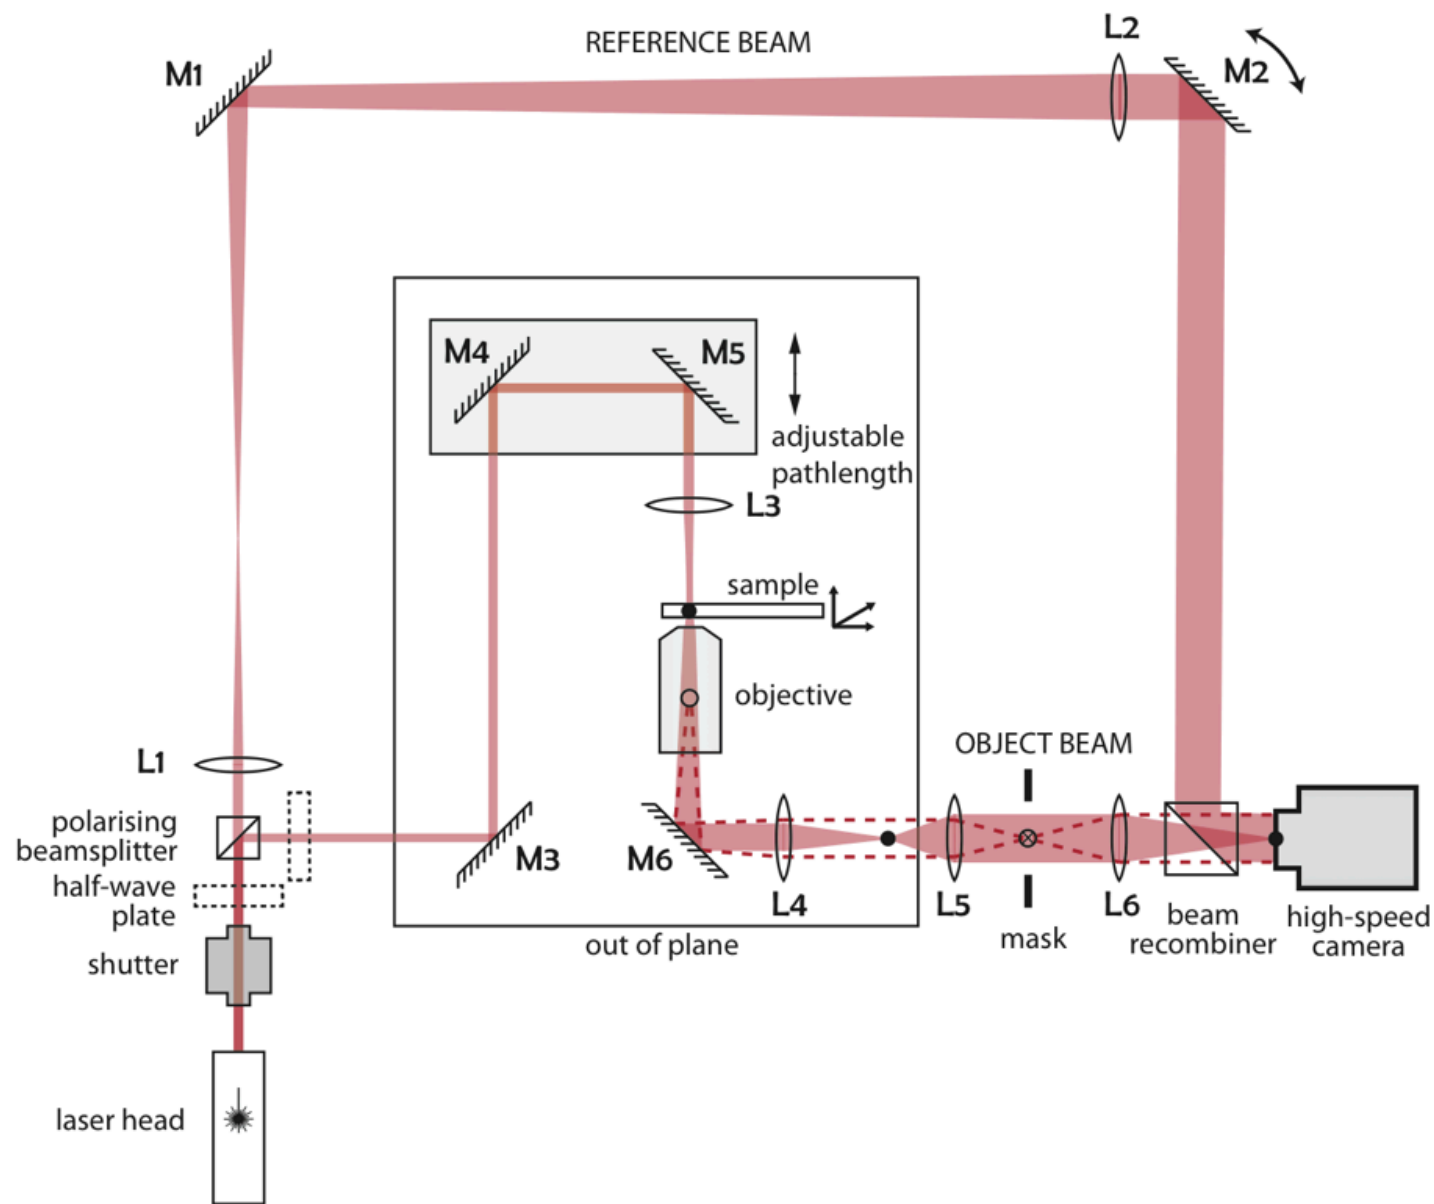 REFERENCE BEAM
L2
M1
M2
M4
M5
adjustable
pathlength
L3
sample
objective
OBJECT BEAM
L1
polarising
beamsplitter
M3
M6
half-wave
plate
L4
L5
L6
mask
beam
recombiner
high-speed
camera
out of plane
shutter
laser head